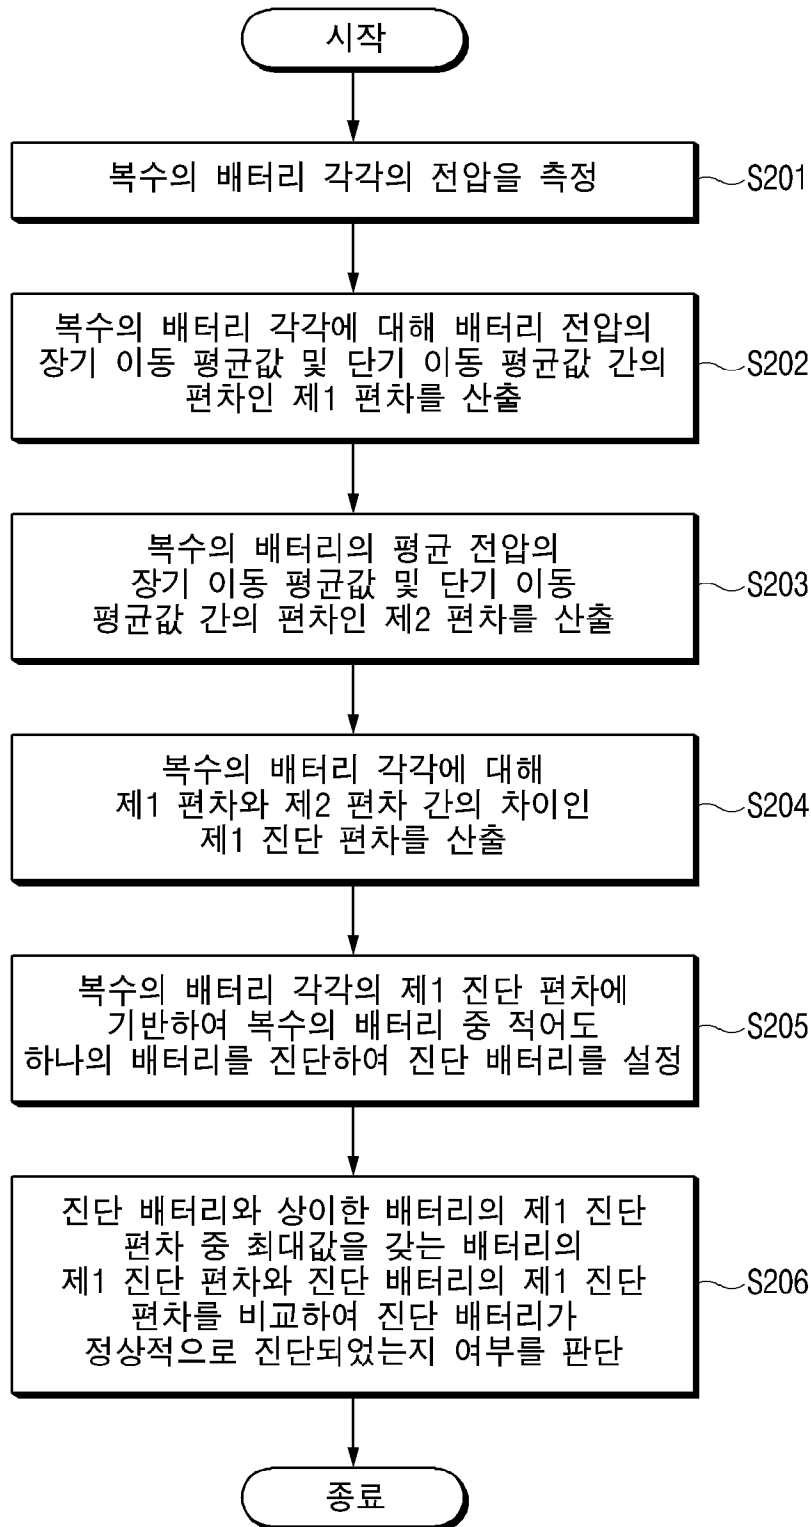 시작
복수의 배터리 각각의 전압을 측정
S201
복수의 배터리 각각에 대해 배터리 전압의
장기 이동 평균값 및 단기 이동 평균값 간의
편차인 제1 편차를 산출
S202
복수의 배터리의 평균 전압의
장기 이동 평균값 및 단기 이동
평균값 간의 편차인 제2 편차를 산출
S203
복수의 배터리 각각에 대해
제1 편차와 제2 편차 간의 차이인
제1 진단 편차를 산출
S204
복수의 배터리 각각의 제1 진단 편차에
기반하여 복수의 배터리 중 적어도
하나의 배터리를 진단하여 진단 배터리를 설정
S205
진단 배터리와 상이한 배터리의 제1 진단
편차 중 최대값을 갖는 배터리의
제1 진단 편차와 진단 배터리의 제1 진단
편차를 비교하여 진단 배터리가
정상적으로 진단되었는지 여부를 판단
S206
종료